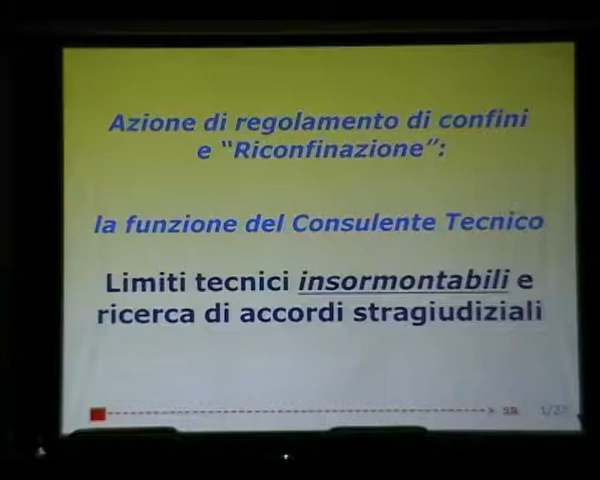 Azione di regolamento di confini
e “Riconfinazione”:
la funzione del Consulente Tecnico
Limiti tecnici insormontabili e
ricerca di accordi stragiudiziali